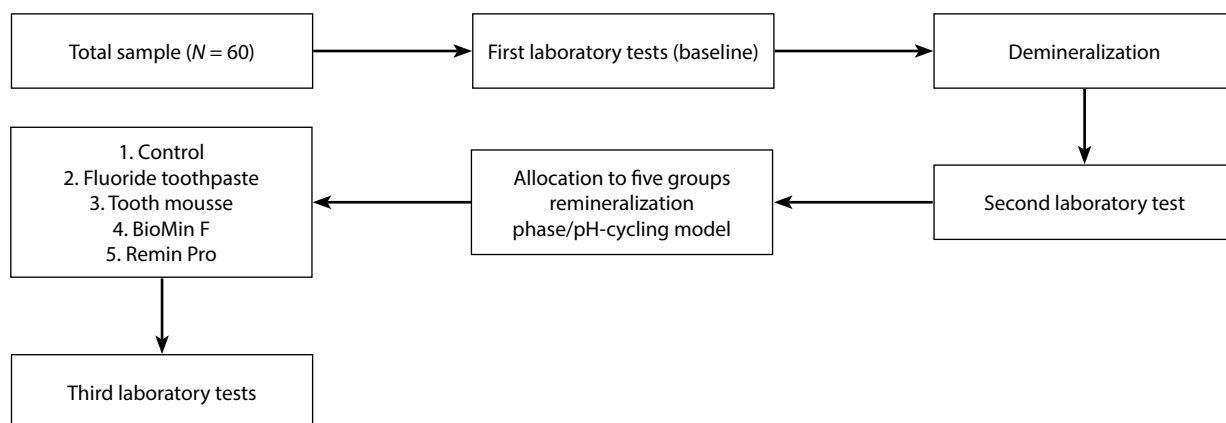 Total sample (N = 60)
First laboratory tests (baseline)
Demineralization
Second laboratory test
Allocation to five groups
remineralization
phase/pH-cycling model
1. Control
2. Fluoride toothpaste
3. Tooth mousse
4. BioMin F
5. Remin Pro
Third laboratory tests